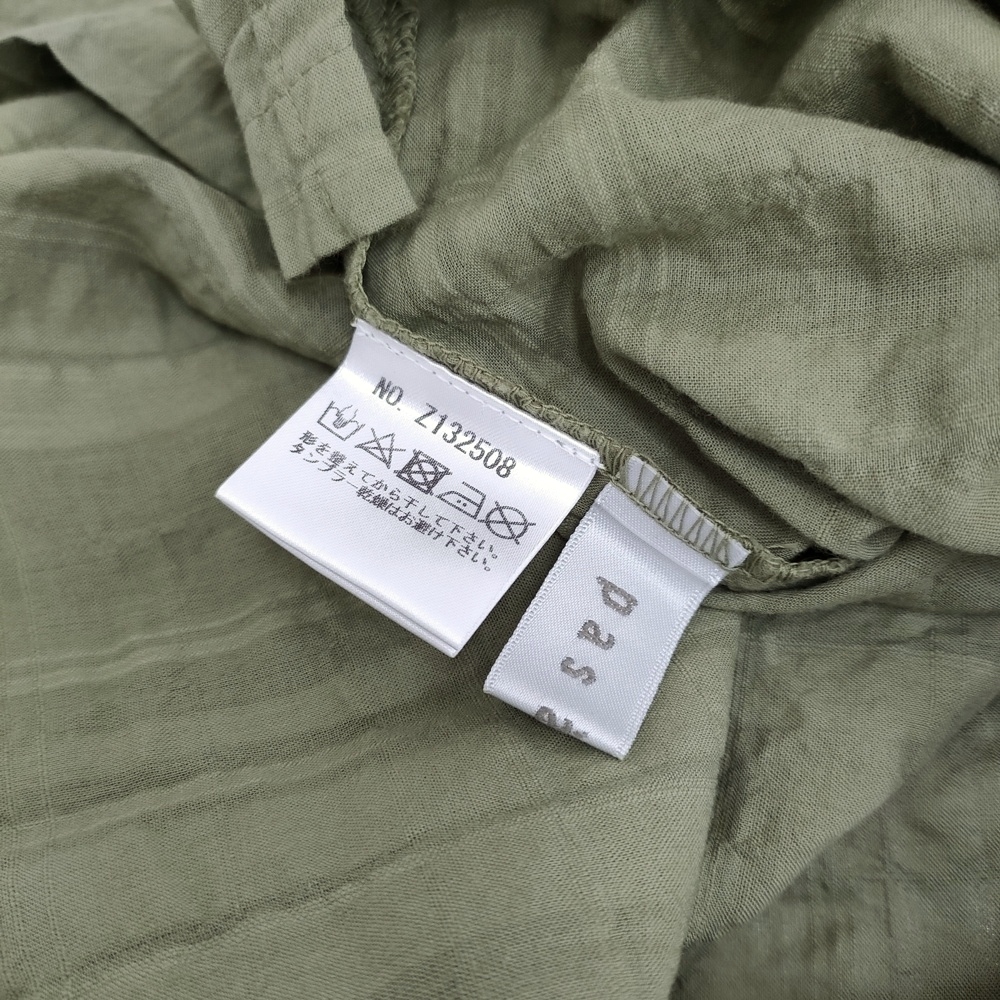 NO. Z132508
形を整えてから干して下さい。
タンブラー乾燥はお避け下さい。
pas